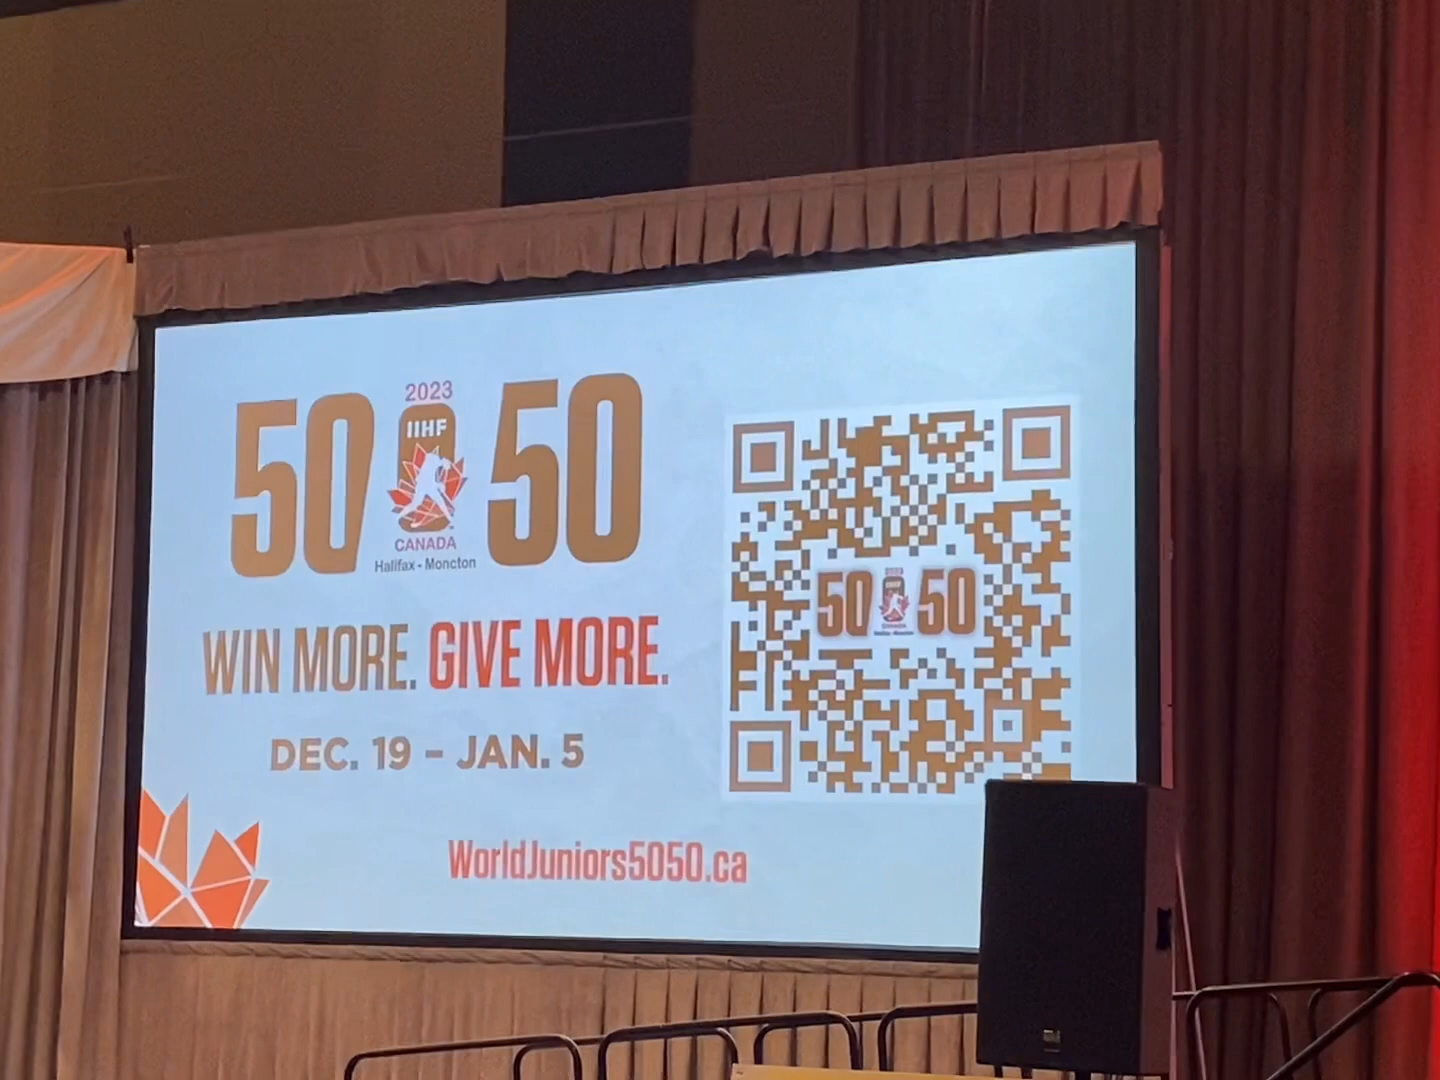 50 50
2023
IIHF
CANADA
Halifax - Moncton
WIN MORE. GIVE MORE.
DEC. 19 – JAN. 5
WorldJuniors5050.ca
50 50